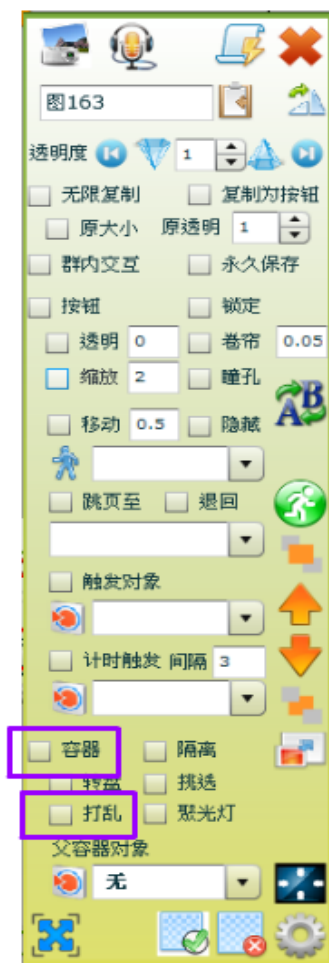 图163
透明度 1
无限复制 复制为按钮
原大小 原透明 1
群内交互 永久保存
按钮 锁定
透明 0 卷帘 0.05
缩放 2 瞳孔
移动 0.5 隐藏
AB
跳页至 退回
触发对象
计时触发 间隔 3
容器 隔离
转盘 挑选
打乱 聚光灯
父容器对象
无